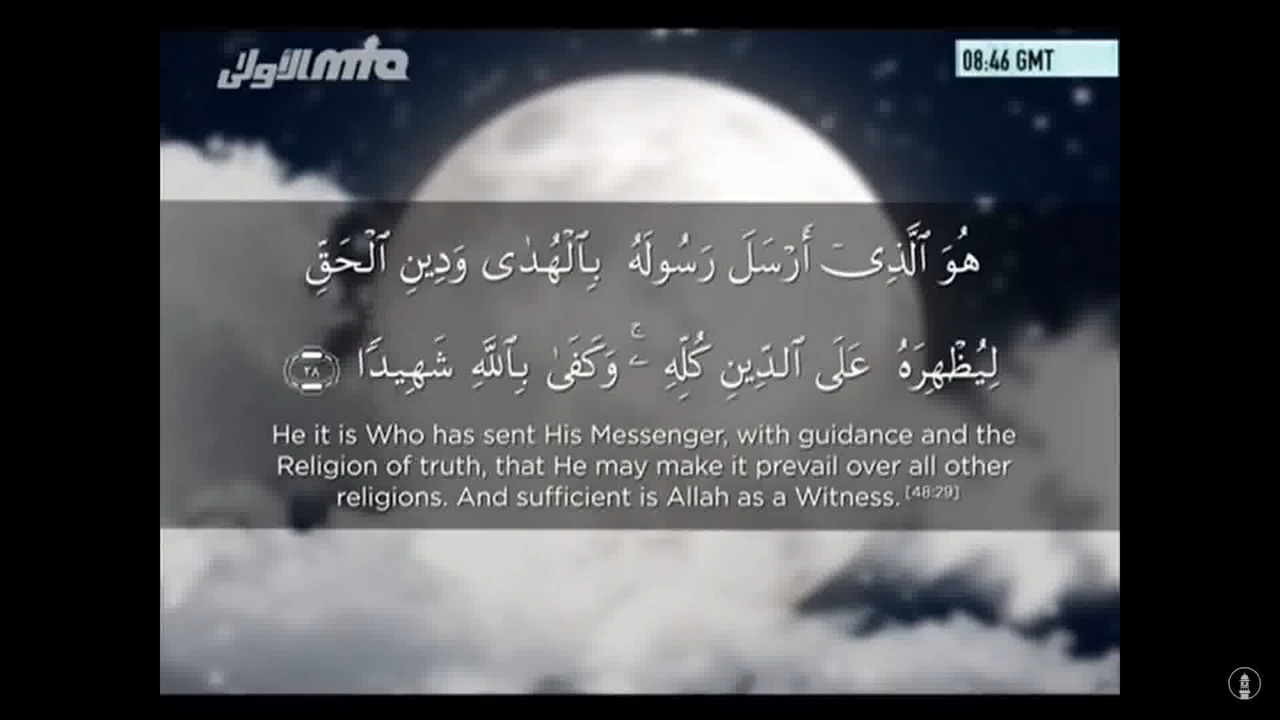 mta الأولى
08:46 GMT
هُوَ ٱلَّذِىٓ أَرْسَلَ رَسُولَهُۥ بِٱلْهُدَىٰ وَدِينِ ٱلْحَقِّ
لِيُظْهِرَهُۥ عَلَى ٱلدِّينِ كُلِّهِۦ ۚ وَكَفَىٰ بِٱللَّهِ شَهِيدًا ٢٨
He it is Who has sent His Messenger, with guidance and the
Religion of truth, that He may make it prevail over all other
religions. And sufficient is Allah as a Witness. [48:29]